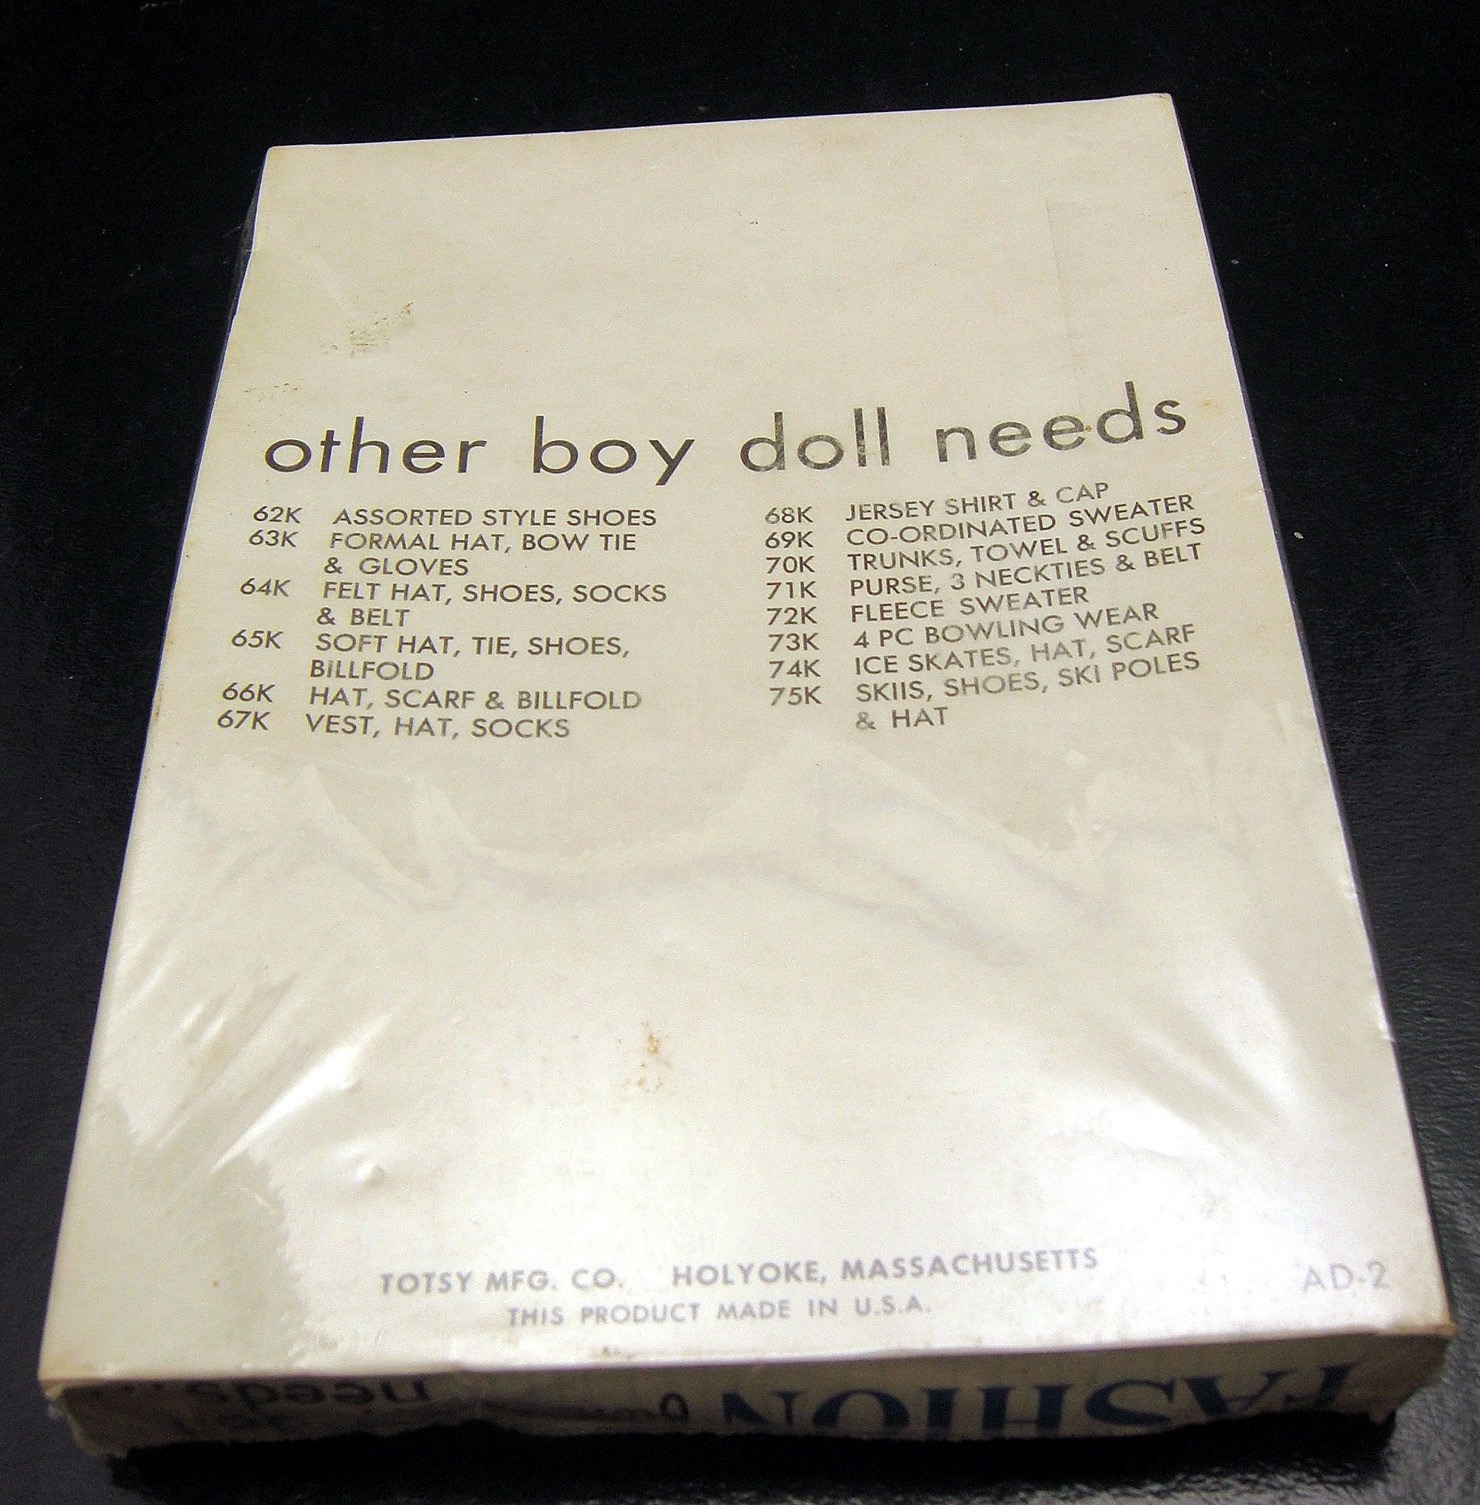 other boy doll needs
62K ASSORTED STYLE SHOES
63K FORMAL HAT, BOW TIE
& GLOVES
64K FELT HAT, SHOES, SOCKS
& BELT
65K SOFT HAT, TIE, SHOES,
BILLFOLD
66K HAT, SCARF & BILLFOLD
67K VEST, HAT, SOCKS
68K JERSEY SHIRT & CAP
69K CO-ORDINATED SWEATER
70K TRUNKS, TOWEL & SCUFFS
71K PURSE, 3 NECKTIES & BELT
72K FLEECE SWEATER
73K 4 PC BOWLING WEAR
74K ICE SKATES, HAT, SCARF
75K SKIIS, SHOES, SKI POLES
& HAT
TOTSY MFG. CO. HOLYOKE, MASSACHUSETTS
THIS PRODUCT MADE IN U.S.A.
AD-2
FASHION
needs